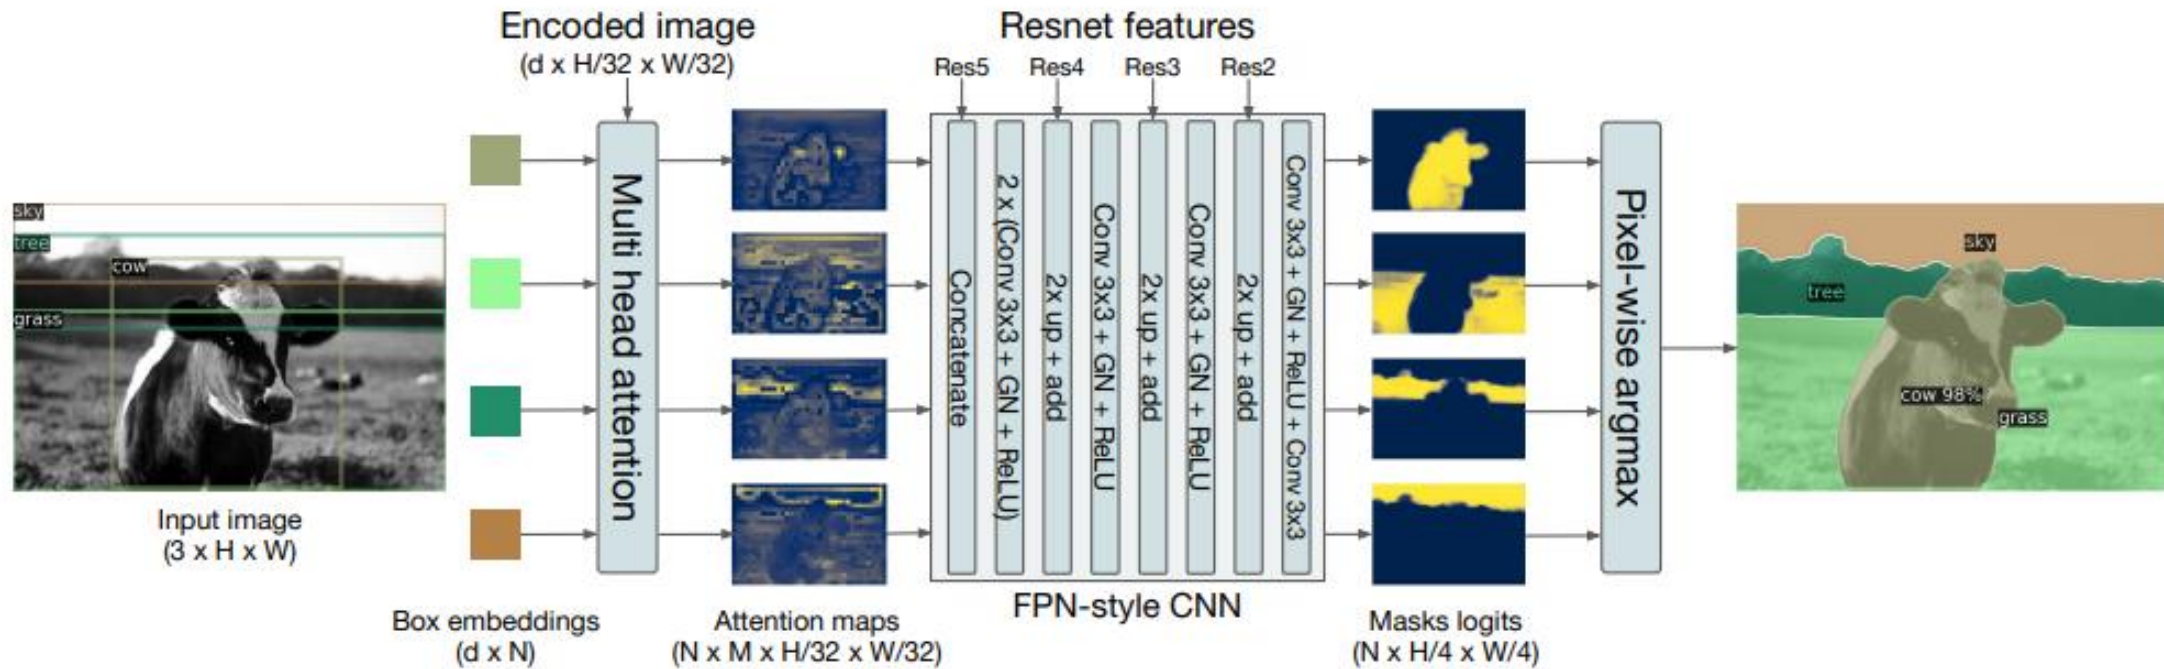 Encoded image
(d x H/32 x W/32)
Resnet features
Res5
Res4
Res3
Res2
sky
tree
cow
grass
Input image
(3 x H x W)
Box embeddings
(d x N)
Multi head attention
Attention maps
(N x M x H/32 x W/32)
Concatenate
2 x (Conv 3x3 + GN + ReLU)
2x up + add
Conv 3x3 + GN + ReLU
2x up + add
Conv 3x3 + GN + ReLU
2x up + add
Conv 3x3 + GN + ReLU + Conv 3x3
FPN-style CNN
Masks logits
(N x H/4 x W/4)
Pixel-wise argmax
sky
tree
cow 98%
grass